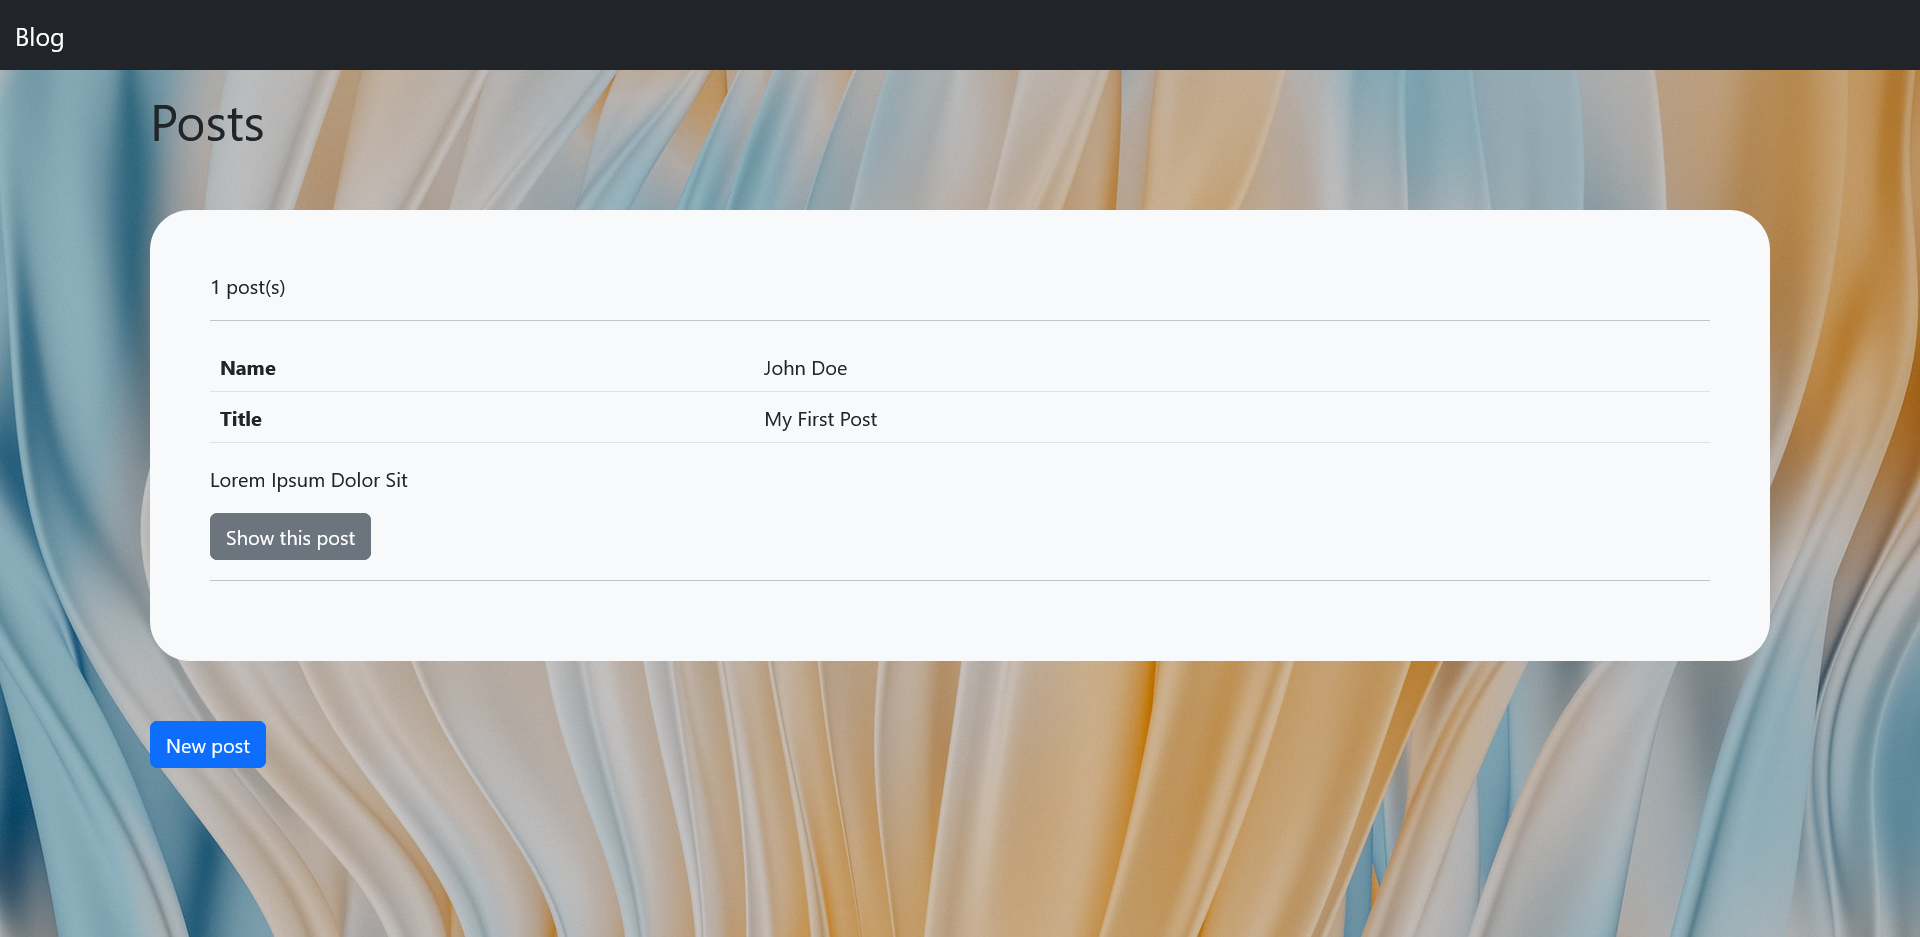 Blog
Posts
1 post(s)
Name John Doe
Title My First Post
Lorem Ipsum Dolor Sit
Show this post
New post